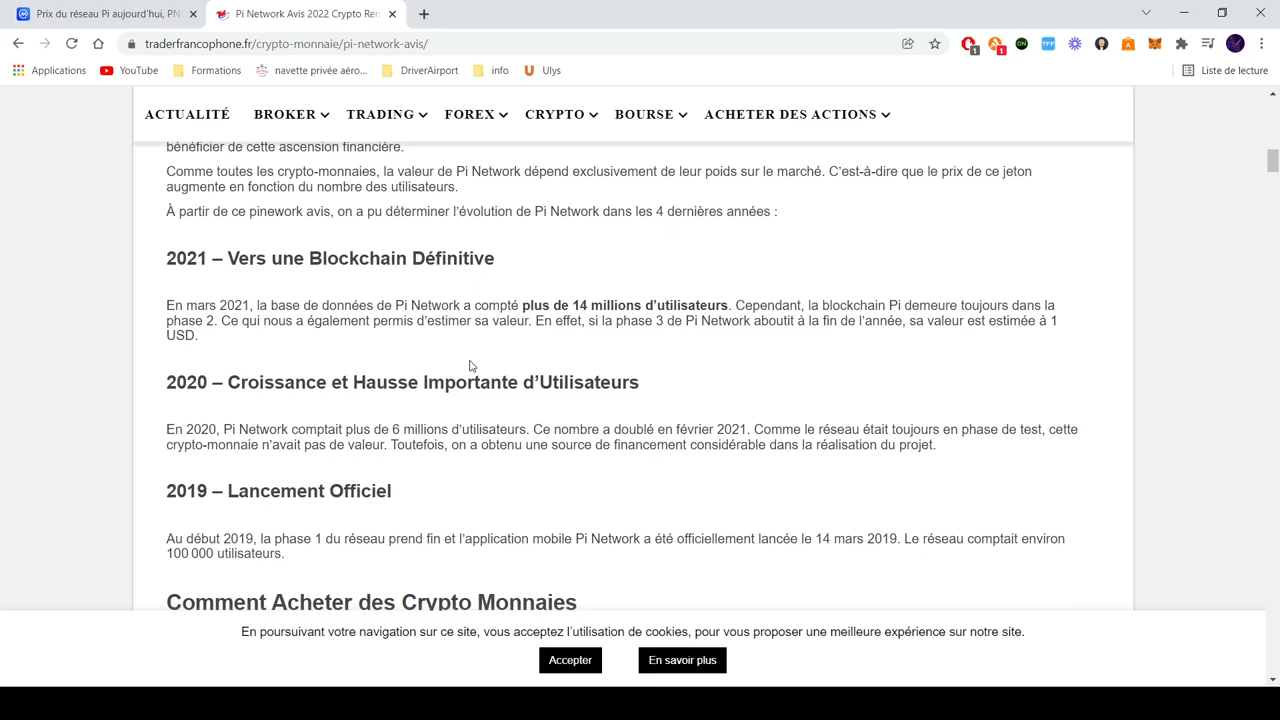 Prix du réseau Pi aujourd'hui, PN
Pi Network Avis 2022 Crypto Ren
traderfrancophone.fr/crypto-monnaie/pi-network-avis/
1
1
ON
TFF
A
Applications
YouTube
Formations
navette privée aéro...
DriverAirport
info
Ulys
Liste de lecture
ACTUALITÉ
BROKER
TRADING
FOREX
CRYPTO
BOURSE
ACHETER DES ACTIONS
bénéficier de cette ascension financière.
Comme toutes les crypto-monnaies, la valeur de Pi Network dépend exclusivement de leur poids sur le marché. C'est-à-dire que le prix de ce jeton
augmente en fonction du nombre des utilisateurs.
À partir de ce pinework avis, on a pu déterminer l'évolution de Pi Network dans les 4 dernières années :
2021 – Vers une Blockchain Définitive
En mars 2021, la base de données de Pi Network a compté plus de 14 millions d'utilisateurs. Cependant, la blockchain Pi demeure toujours dans la
phase 2. Ce qui nous a également permis d'estimer sa valeur. En effet, si la phase 3 de Pi Network aboutit à la fin de l'année, sa valeur est estimée à 1
USD.
2020 – Croissance et Hausse Importante d'Utilisateurs
En 2020, Pi Network comptait plus de 6 millions d'utilisateurs. Ce nombre a doublé en février 2021. Comme le réseau était toujours en phase de test, cette
crypto-monnaie n'avait pas de valeur. Toutefois, on a obtenu une source de financement considérable dans la réalisation du projet.
2019 – Lancement Officiel
Au début 2019, la phase 1 du réseau prend fin et l'application mobile Pi Network a été officiellement lancée le 14 mars 2019. Le réseau comptait environ
100 000 utilisateurs.
Comment Acheter des Crypto Monnaies
En poursuivant votre navigation sur ce site, vous acceptez l'utilisation de cookies, pour vous proposer une meilleure expérience sur notre site.
Accepter
En savoir plus